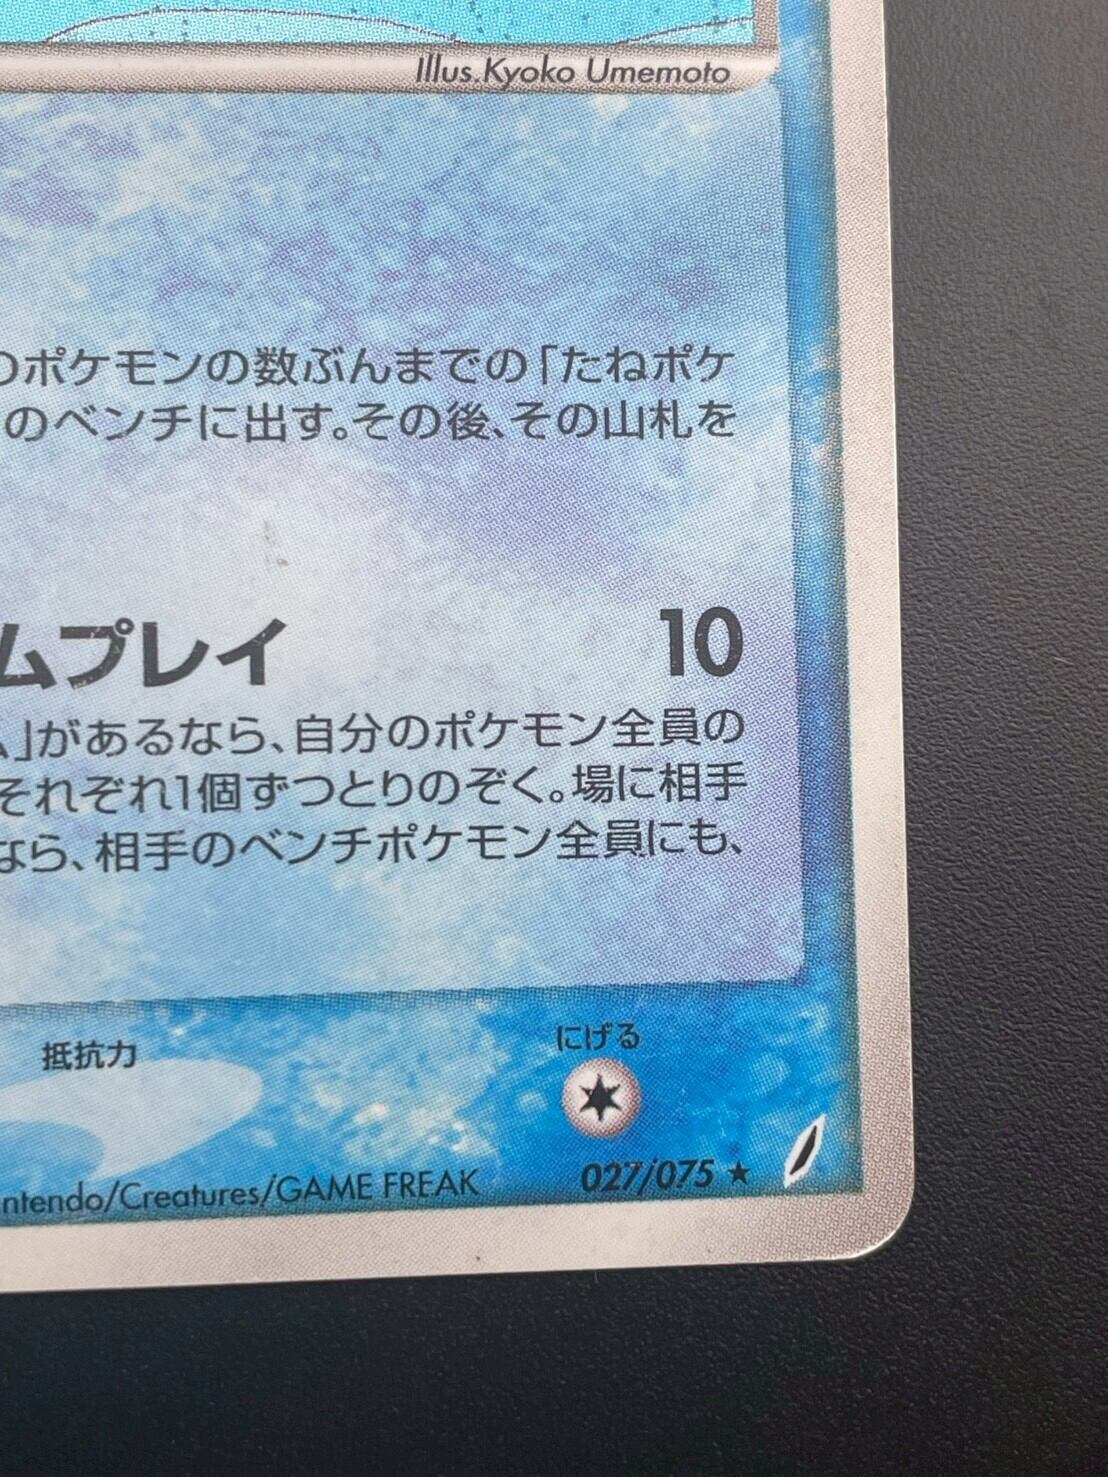 Illus.Kyoko Umemoto
のポケモンの数ぶんまでの「たねポケ
のベンチに出す。その後、その山札を
ムプレイ 10
ム」があるなら、自分のポケモン全員の
それぞれ1個ずつとりのぞく。場に相手
なら、相手のベンチポケモン全員にも、
抵抗力
にげる
ntendo/Creatures/GAME FREAK
027/075 ★